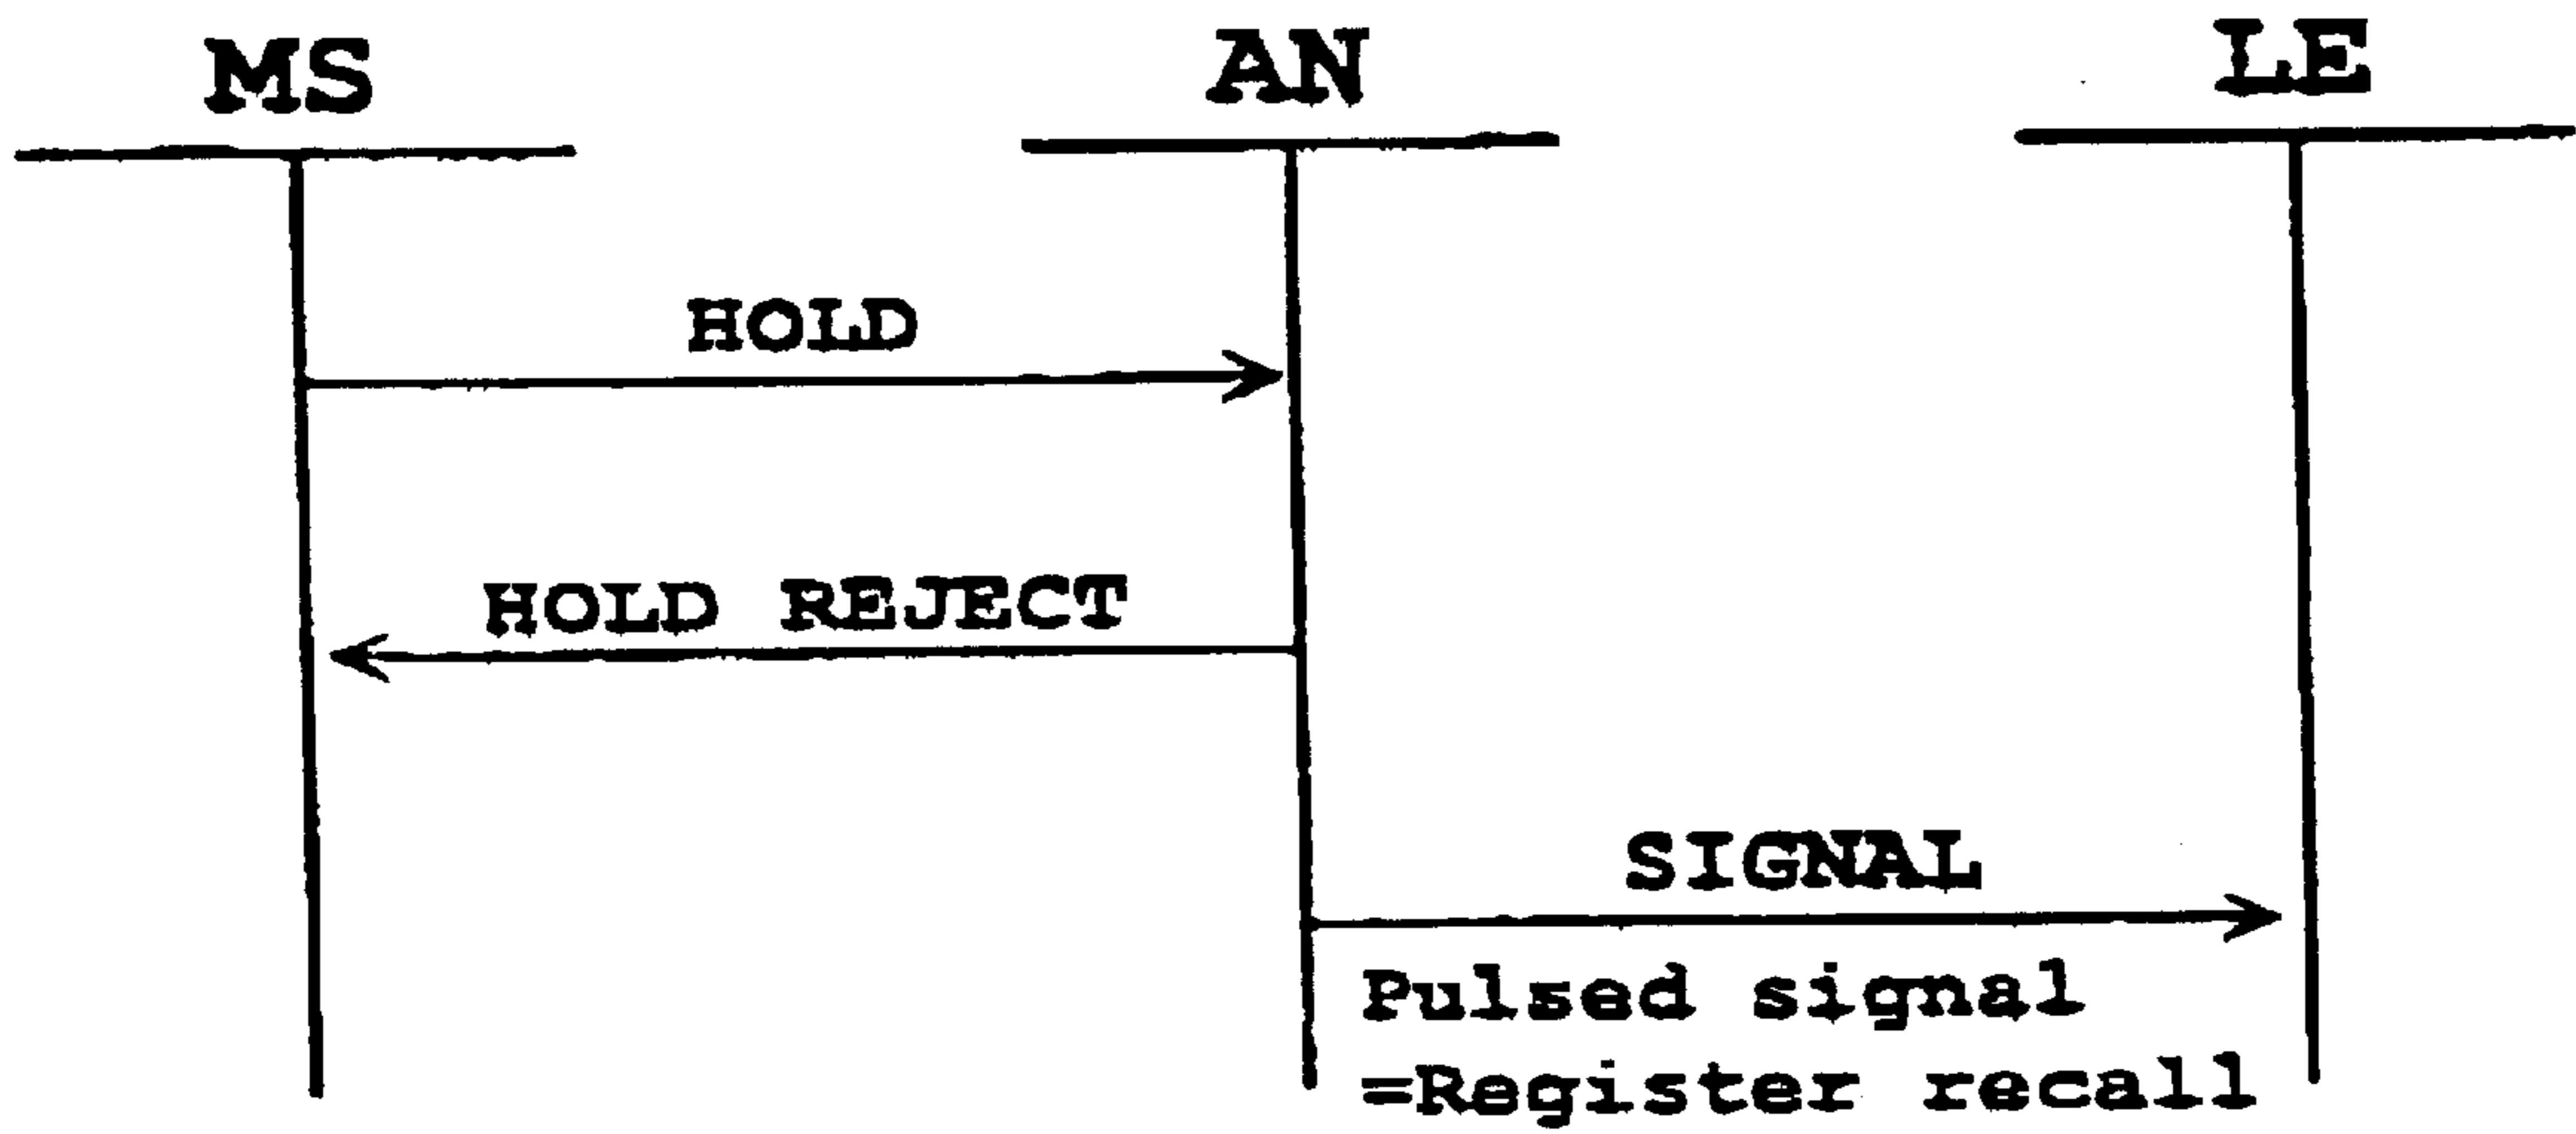 MS AN LE
HOLD
HOLD REJECT
SIGNAL
Pulsed signal
=Register recall